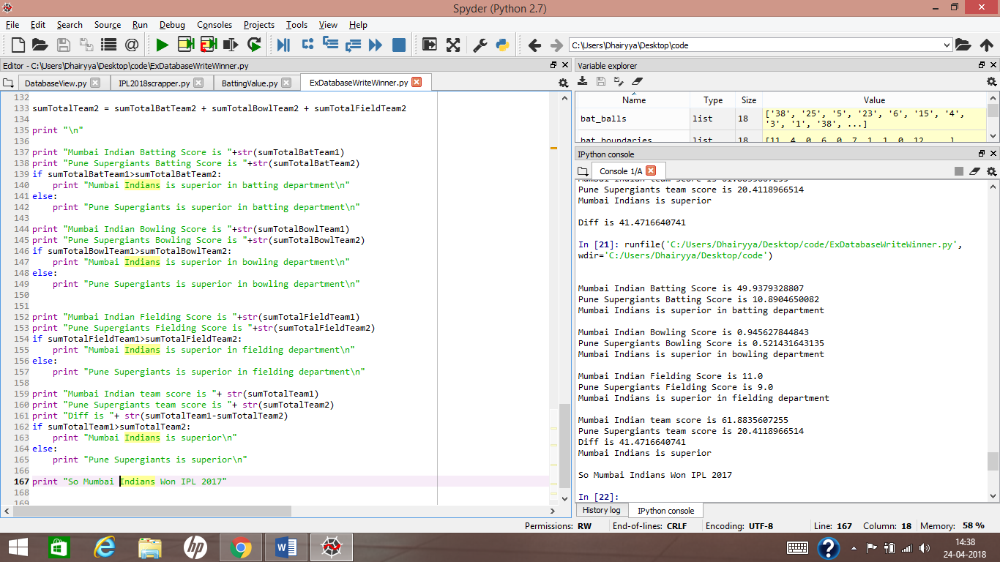 Spyder (Python 2.7)
File Edit Search Source Run Debug Consoles Projects Tools View Help
C:\Users\Dhairyya\Desktop\code
Editor - C:\Users\Dhairyya\Desktop\code\ExDatabaseWriteWinner.py
DatabaseView.py IPL2018scrapper.py BattingValue.py ExDatabaseWriteWinner.py
132
133 sumTotalTeam2 = sumTotalBatTeam2 + sumTotalBowlTeam2 + sumTotalFieldTeam2
134
135 print "\n"
136
137 print "Mumbai Indian Batting Score is "+str(sumTotalBatTeam1)
138 print "Pune Supergiants Batting Score is "+str(sumTotalBatTeam2)
139 if sumTotalBatTeam1>sumTotalBatTeam2:
140     print "Mumbai Indians is superior in batting department\n"
141 else:
142     print "Pune Supergiants is superior in batting department\n"
143
144 print "Mumbai Indian Bowling Score is "+str(sumTotalBowlTeam1)
145 print "Pune Supergiants Bowling Score is "+str(sumTotalBowlTeam2)
146 if sumTotalBowlTeam1>sumTotalBowlTeam2:
147     print "Mumbai Indians is superior in bowling department\n"
148 else:
149     print "Pune Supergiants is superior in bowling department\n"
150
151
152 print "Mumbai Indian Fielding Score is "+str(sumTotalFieldTeam1)
153 print "Pune Supergiants Fielding Score is "+str(sumTotalFieldTeam2)
154 if sumTotalFieldTeam1>sumTotalFieldTeam2:
155     print "Mumbai Indians is superior in fielding department\n"
156 else:
157     print "Pune Supergiants is superior in fielding department\n"
158
159 print "Mumbai Indian team score is "+ str(sumTotalTeam1)
160 print "Pune Supergiants team score is "+ str(sumTotalTeam2)
161 print "Diff is "+ str(sumTotalTeam1-sumTotalTeam2)
162 if sumTotalTeam1>sumTotalTeam2:
163     print "Mumbai Indians is superior\n"
164 else:
165     print "Pune Supergiants is superior\n"
166
167 print "So Mumbai Indians Won IPL 2017"
168
169
Variable explorer
Name Type Size Value
bat_balls list 18 ['38', '25', '5', '23', '6', '15', '4',
'3', '1', '38', ...]
bat_boundaries list 18 [11, 4, 0, 6, 0, 7, 1, 1, 0, 12, ...]
IPython console
Console 1/A
Mumbai Indian team score is 61.8835607255
Pune Supergiants team score is 20.4118966514
Mumbai Indians is superior
Diff is 41.4716640741
In [21]: runfile('C:/Users/Dhairyya/Desktop/code/ExDatabaseWriteWinner.py',
wdir='C:/Users/Dhairyya/Desktop/code')
Mumbai Indian Batting Score is 49.9379328807
Pune Supergiants Batting Score is 10.8904650082
Mumbai Indians is superior in batting department
Mumbai Indian Bowling Score is 0.945627844843
Pune Supergiants Bowling Score is 0.521431643135
Mumbai Indians is superior in bowling department
Mumbai Indian Fielding Score is 11.0
Pune Supergiants Fielding Score is 9.0
Mumbai Indians is superior in fielding department
Mumbai Indian team score is 61.8835607255
Pune Supergiants team score is 20.4118966514
Diff is 41.4716640741
Mumbai Indians is superior
So Mumbai Indians Won IPL 2017
In [22]:
History log IPython console
Permissions: RW End-of-lines: CRLF Encoding: UTF-8 Line: 167 Column: 18 Memory: 58 %
hp
14:38
24-04-2018